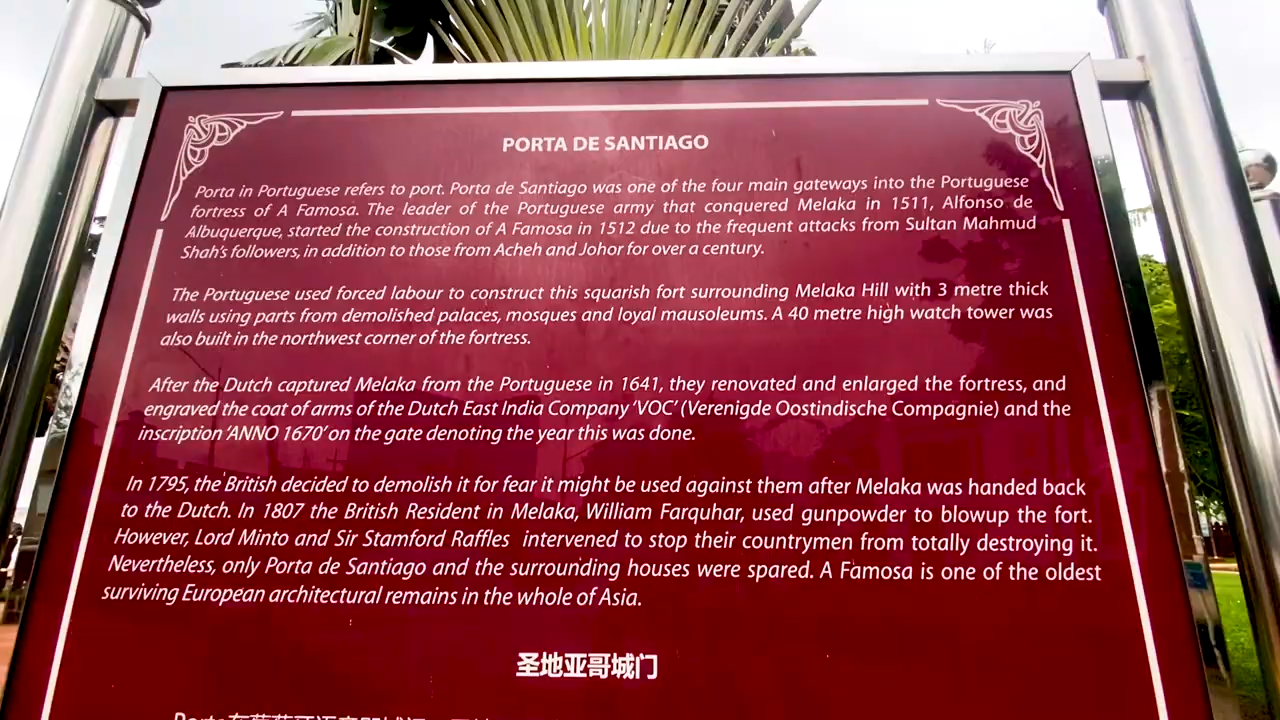 PORTA DE SANTIAGO
Porta in Portuguese refers to port. Porta de Santiago was one of the four main gateways into the Portuguese
fortress of A Famosa. The leader of the Portuguese army that conquered Melaka in 1511, Alfonso de
Albuquerque, started the construction of A Famosa in 1512 due to the frequent attacks from Sultan Mahmud
Shah's followers, in addition to those from Acheh and Johor for over a century.
The Portuguese used forced labour to construct this squarish fort surrounding Melaka Hill with 3 metre thick
walls using parts from demolished palaces, mosques and loyal mausoleums. A 40 metre high watch tower was
also built in the northwest corner of the fortress.
After the Dutch captured Melaka from the Portuguese in 1641, they renovated and enlarged the fortress, and
engraved the coat of arms of the Dutch East India Company 'VOC' (Verenigde Oostindische Compagnie) and the
inscription 'ANNO 1670' on the gate denoting the year this was done.
In 1795, the British decided to demolish it for fear it might be used against them after Melaka was handed back
to the Dutch. In 1807 the British Resident in Melaka, William Farquhar, used gunpowder to blowup the fort.
However, Lord Minto and Sir Stamford Raffles intervened to stop their countrymen from totally destroying it.
Nevertheless, only Porta de Santiago and the surrounding houses were spared. A Famosa is one of the oldest
surviving European architectural remains in the whole of Asia.
圣地亚哥城门
Porta